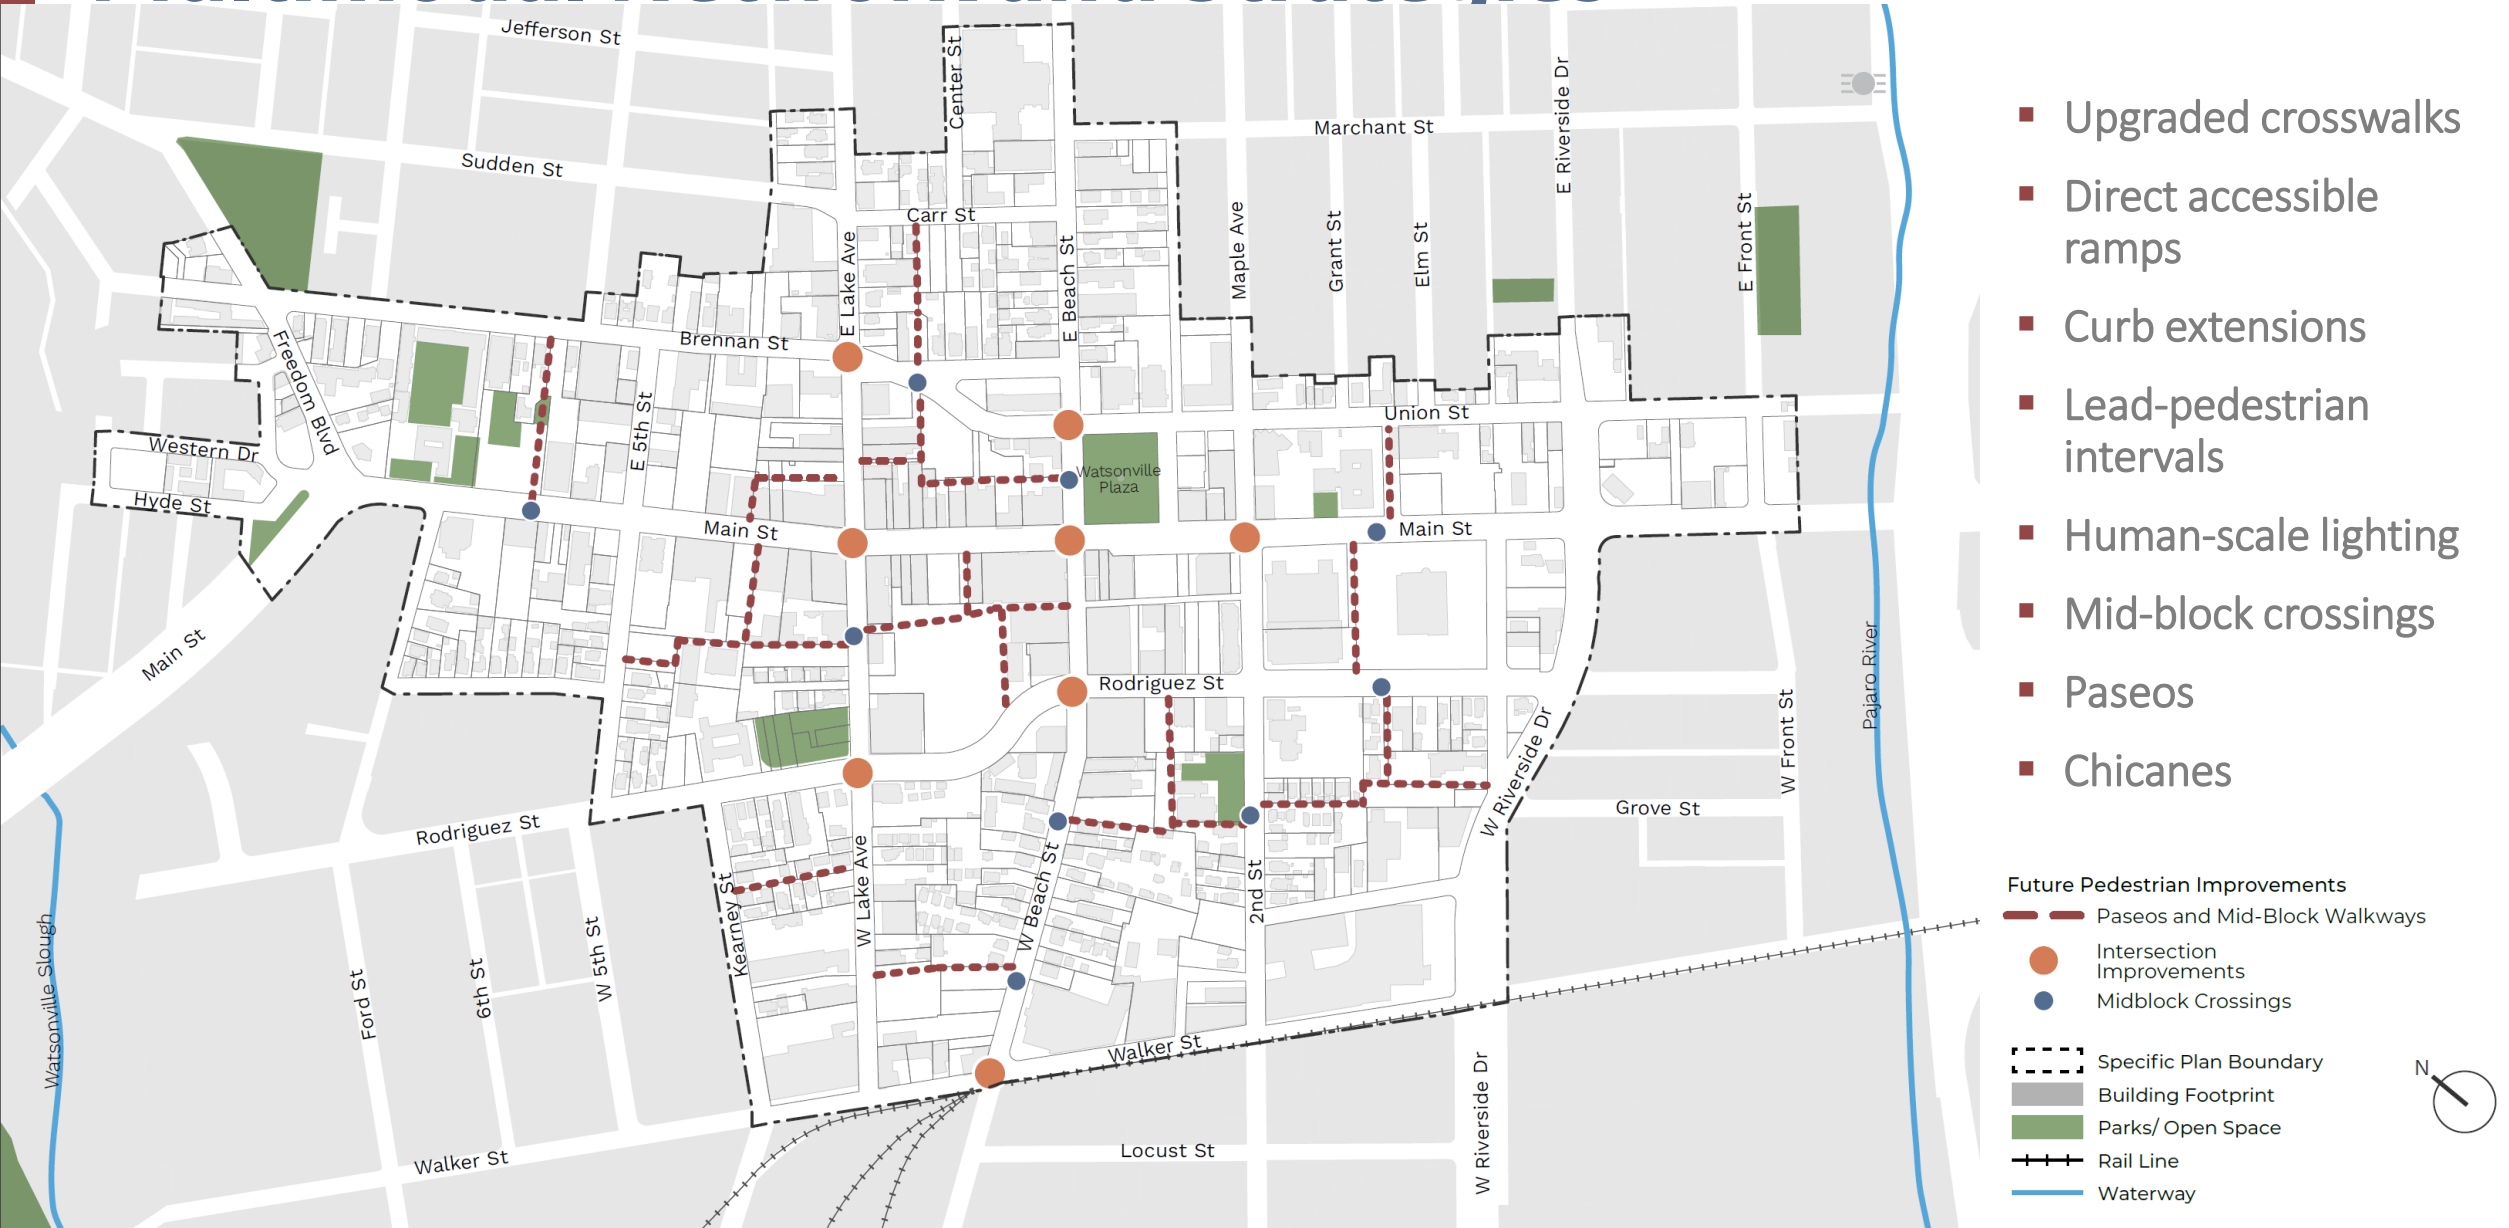 Jefferson St
Center St
E Riverside Dr
Marchant St
Sudden St
Carr St
Maple Ave
Grant St
Elm St
E Front St
E Lake Ave
E Beach St
Brennan St
Freedom Blvd
E 5th St
Union St
Western Dr
Hyde St
Watsonville
Plaza
Main St
Main St
Main St
Rodriguez St
Pajaro River
W Front St
W Riverside Dr
Grove St
Rodriguez St
Kearney St
W Lake Ave
W Beach St
2nd St
Watsonville Slough
Ford St
6th St
W 5th St
Walker St
Walker St
Locust St
W Riverside Dr
▪ Upgraded crosswalks
▪ Direct accessible
ramps
▪ Curb extensions
▪ Lead-pedestrian
intervals
▪ Human-scale lighting
▪ Mid-block crossings
▪ Paseos
▪ Chicanes
Future Pedestrian Improvements
Paseos and Mid-Block Walkways
Intersection
Improvements
Midblock Crossings
Specific Plan Boundary
Building Footprint
Parks/ Open Space
Rail Line
Waterway
N